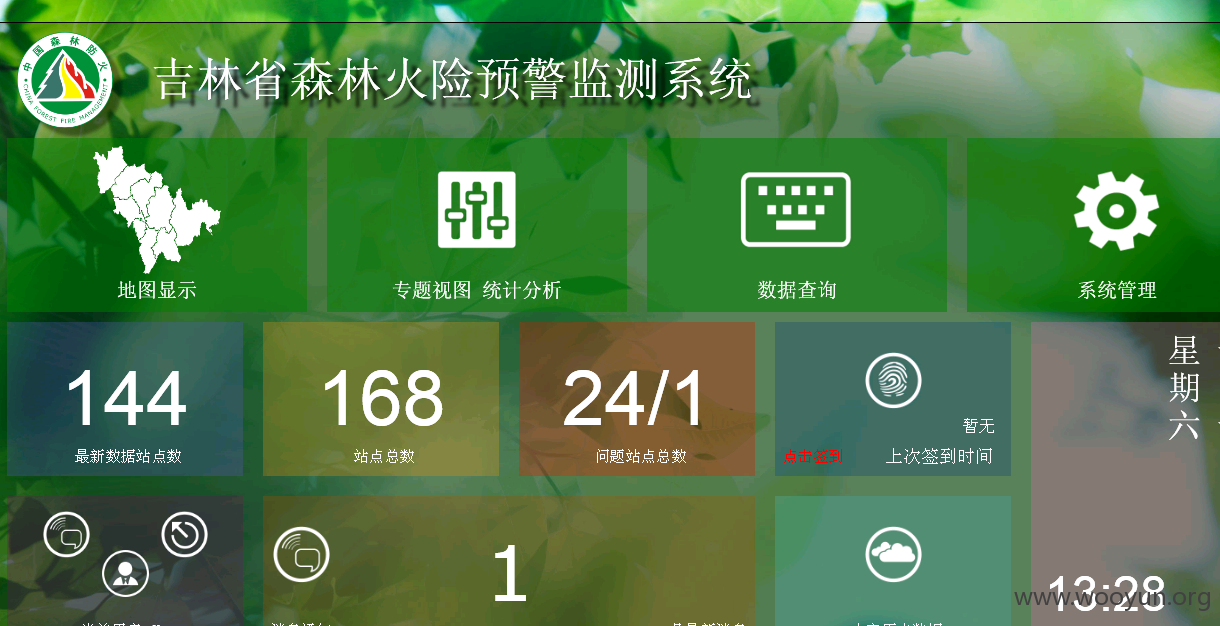 中国森林防火
CHINA FOREST FIRE MANAGEMENT
吉林省森林火险预警监测系统
地图显示
专题视图 统计分析
数据查询
系统管理
144
最新数据站点数
168
站点总数
24/1
问题站点总数
暂无
点击签到
上次签到时间
星期六
1
13:28
www.wooyun.org